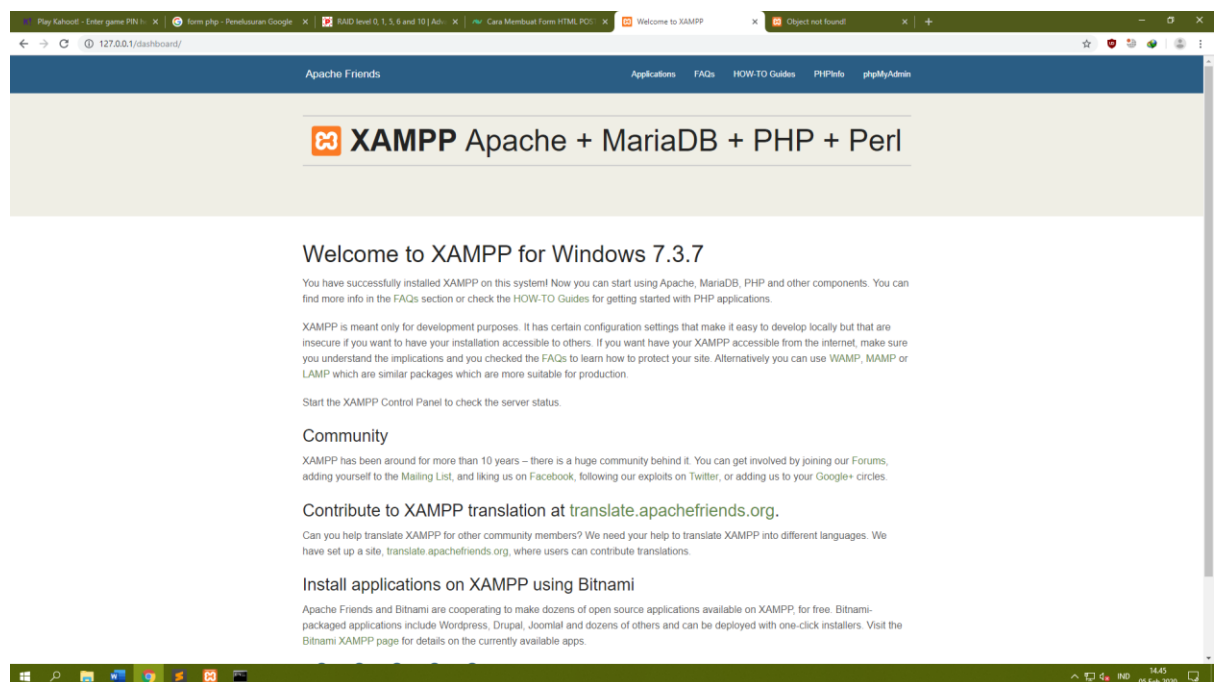 Play Kahoot! - Enter game PIN h
form php - Penelusuran Google
RAID level 0, 1, 5, 6 and 10 | Adv
Cara Membuat Form HTML POS
Welcome to XAMPP
Object not found!
127.0.0.1/dashboard/
Apache Friends
Applications FAQs HOW-TO Guides PHPInfo phpMyAdmin
XAMPP Apache + MariaDB + PHP + Perl
Welcome to XAMPP for Windows 7.3.7
You have successfully installed XAMPP on this system! Now you can start using Apache, MariaDB, PHP and other components. You can
find more info in the FAQs section or check the HOW-TO Guides for getting started with PHP applications.
XAMPP is meant only for development purposes. It has certain configuration settings that make it easy to develop locally but that are
insecure if you want to have your installation accessible to others. If you want have your XAMPP accessible from the internet, make sure
you understand the implications and you checked the FAQs to learn how to protect your site. Alternatively you can use WAMP, MAMP or
LAMP which are similar packages which are more suitable for production.
Start the XAMPP Control Panel to check the server status.
Community
XAMPP has been around for more than 10 years – there is a huge community behind it. You can get involved by joining our Forums,
adding yourself to the Mailing List, and liking us on Facebook, following our exploits on Twitter, or adding us to your Google+ circles.
Contribute to XAMPP translation at translate.apachefriends.org.
Can you help translate XAMPP for other community members? We need your help to translate XAMPP into different languages. We
have set up a site, translate.apachefriends.org, where users can contribute translations.
Install applications on XAMPP using Bitnami
Apache Friends and Bitnami are cooperating to make dozens of open source applications available on XAMPP, for free. Bitnami-
packaged applications include Wordpress, Drupal, Joomla! and dozens of others and can be deployed with one-click installers. Visit the
Bitnami XAMPP page for details on the currently available apps.
IND
14.45
05 Feb 2020